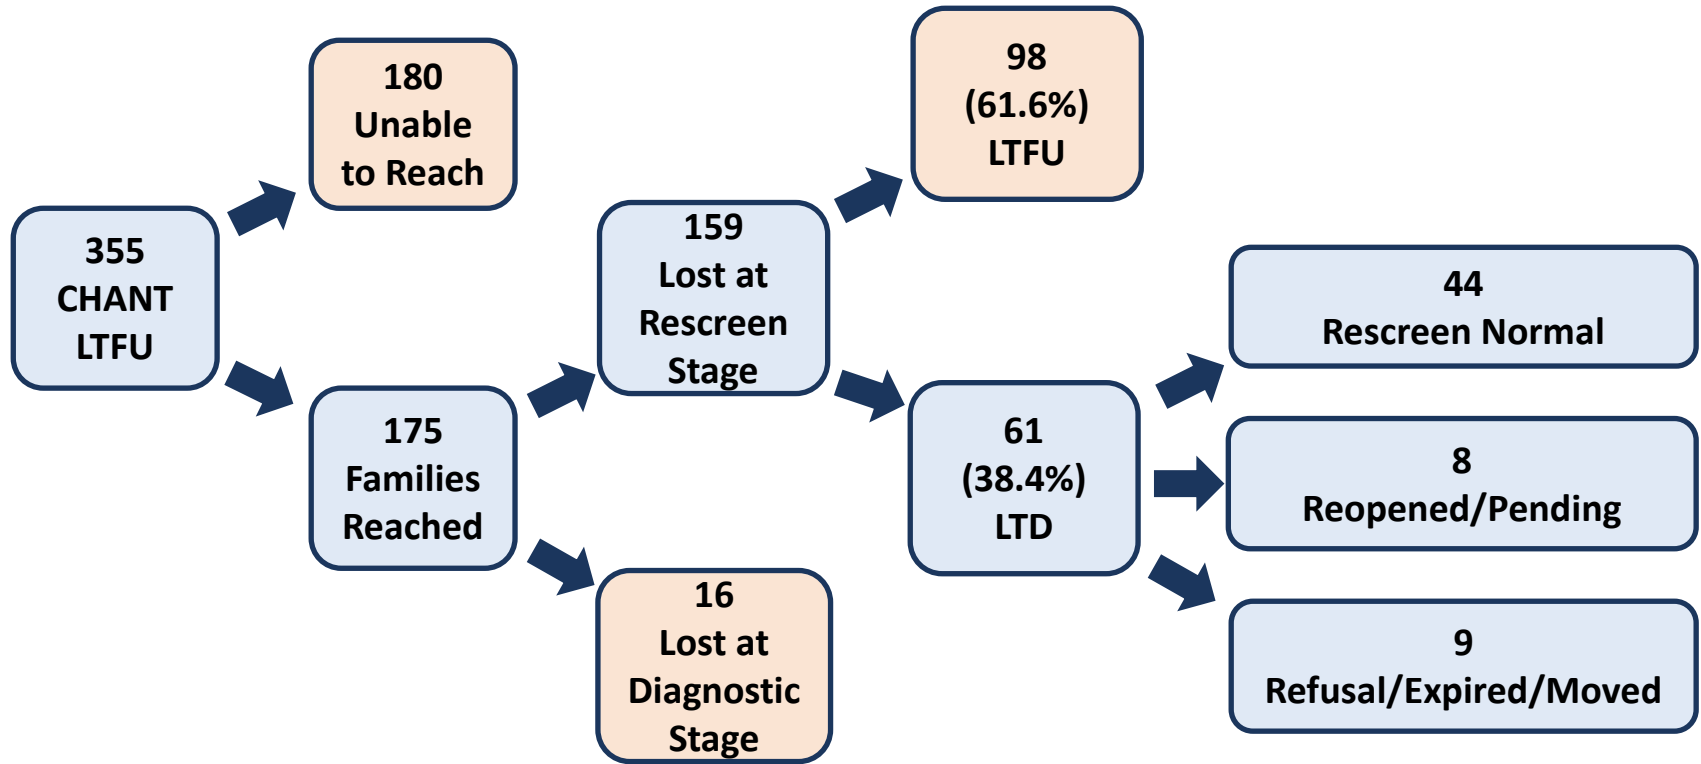 355
CHANT
LTFU
180
Unable
to Reach
175
Families
Reached
159
Lost at
Rescreen
Stage
16
Lost at
Diagnostic
Stage
98
(61.6%)
LTFU
61
(38.4%)
LTD
44
Rescreen Normal
8
Reopened/Pending
9
Refusal/Expired/Moved